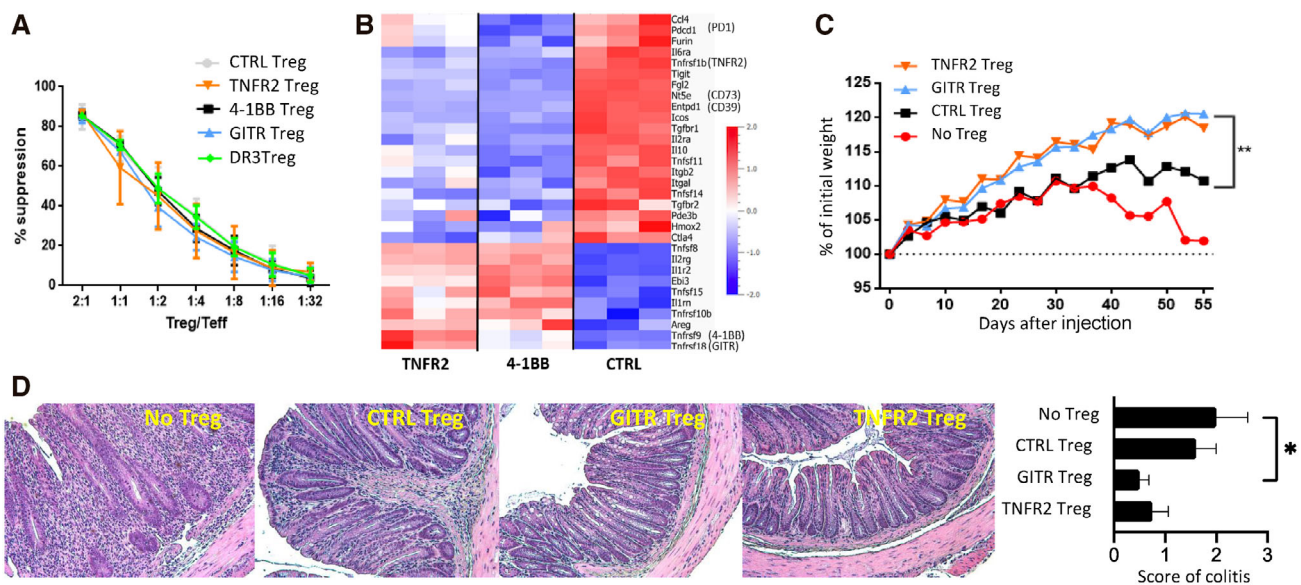 A
CTRL Treg
TNFR2 Treg
4-1BB Treg
GITR Treg
DR3Treg
% suppression
100
80
60
40
20
0
2:1 1:1 1:2 1:4 1:8 1:16 1:32
Treg/Teff
B
Ccl4
Pdcd1 (PD1)
Furin
Il6ra
Tnfrsf1b (TNFR2)
Tigit
Fgl2
Nt5e (CD73)
Entpd1 (CD39)
Icos
Tgfbr1
Il2ra
Il10
Tnfsf11
Itgb2
Itgal
Tnfsf14
Tgfbr2
Pde3b
Hmox2
Ctla4
Tnfsf8
Il2rg
Il1r2
Ebi3
Tnfsf15
Il1rn
Tnfrsf10b
Areg
Tnfrsf9 (4-1BB)
Tnfrsf18 (GITR)
2.0
1.0
0.0
-1.0
-2.0
TNFR2 4-1BB CTRL
C
TNFR2 Treg
GITR Treg
CTRL Treg
No Treg
% of initial weight
125
120
115
110
105
100
95
**
0 10 20 30 40 50 55
Days after injection
D
No Treg
CTRL Treg
GITR Treg
TNFR2 Treg
No Treg
CTRL Treg
GITR Treg
TNFR2 Treg
*
0 1 2 3
Score of colitis